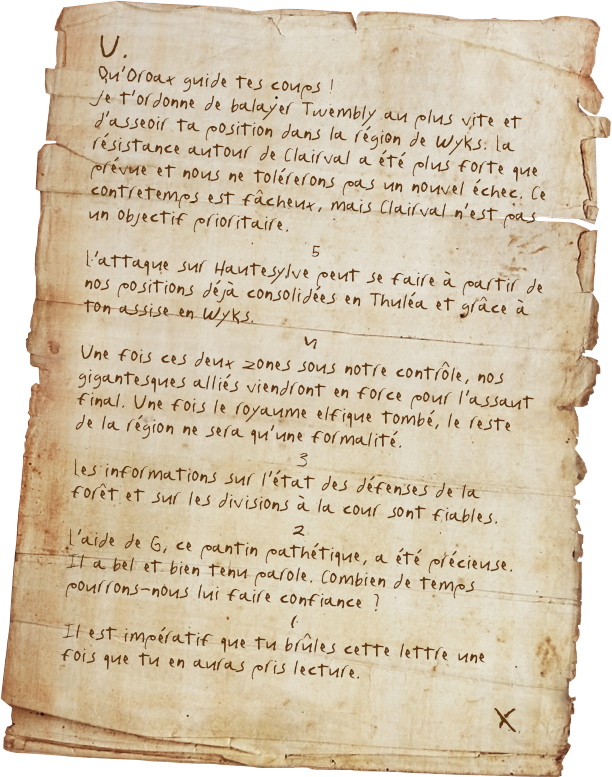 U.
Qu'Oroax guide tes coups !
Je t'ordonne de balayer Twembly au plus vite et
d'asseoir ta position dans la région de Wyks. La
résistance autour de Clairval a été plus forte que
prévue et nous ne tolérerons pas un nouvel échec. Ce
contretemps est fâcheux, mais Clairval n'est pas
un objectif prioritaire.
5
L'attaque sur Hautesylve peut se faire à partir de
nos positions déjà consolidées en Thuléa et grâce à
ton assise en Wyks.
4
Une fois ces deux zones sous notre contrôle, nos
gigantesques alliés viendront en force pour l'assaut
final. Une fois le royaume elfique tombé, le reste
de la région ne sera qu'une formalité.
3
Les informations sur l'état des défenses de la
forêt et sur les divisions à la cour sont fiables.
2
L'aide de G, ce pantin pathétique, a été précieuse.
Il a bel et bien tenu parole. Combien de temps
pourrons-nous lui faire confiance ?
1
Il est impératif que tu brûles cette lettre une
fois que tu en auras pris lecture.
X